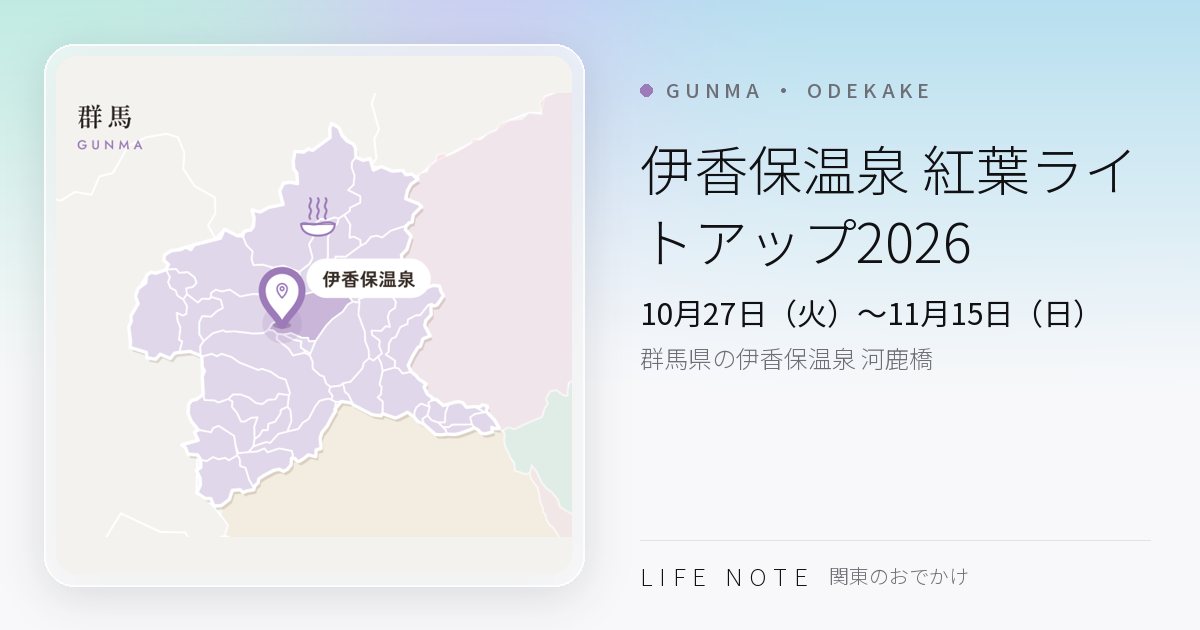 群馬
GUNMA
伊香保温泉
GUNMA • ODEKAKE
伊香保温泉 紅葉ライ
トアップ2026
10月27日（火）〜11月15日（日）
群馬県の伊香保温泉 河鹿橋
LIFE NOTE 関東のおでかけ